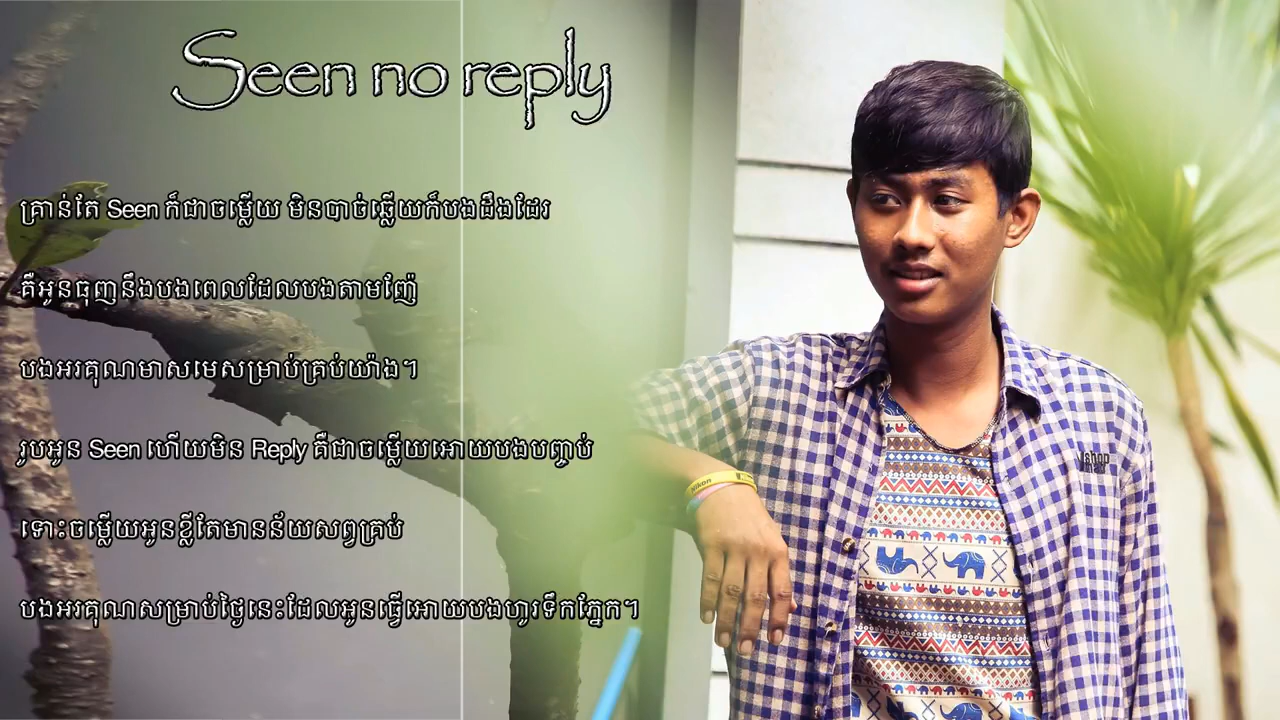 Seen no reply
គ្រាន់តែ Seen ក៏ជាចម្លើយ មិនបាច់ឆ្លើយក៏បងដឹងដែរ
គឺអូនធុញនឹងបងពេលដែលបងតាមញ៉ែ
បងអរគុណមាសមេសម្រាប់គ្រប់យ៉ាងៗ
រូបអូន Seen ហើយមិន Reply គឺជាចម្លើយអោយបងបញ្ចប់
ទោះចម្លើយអូនខ្លីតែមានន័យសព្វគ្រប់
បងអរគុណសម្រាប់ថ្ងៃនេះដែលអូនធ្វើអោយបងហូរទឹកភ្នែកៗ
Nikon